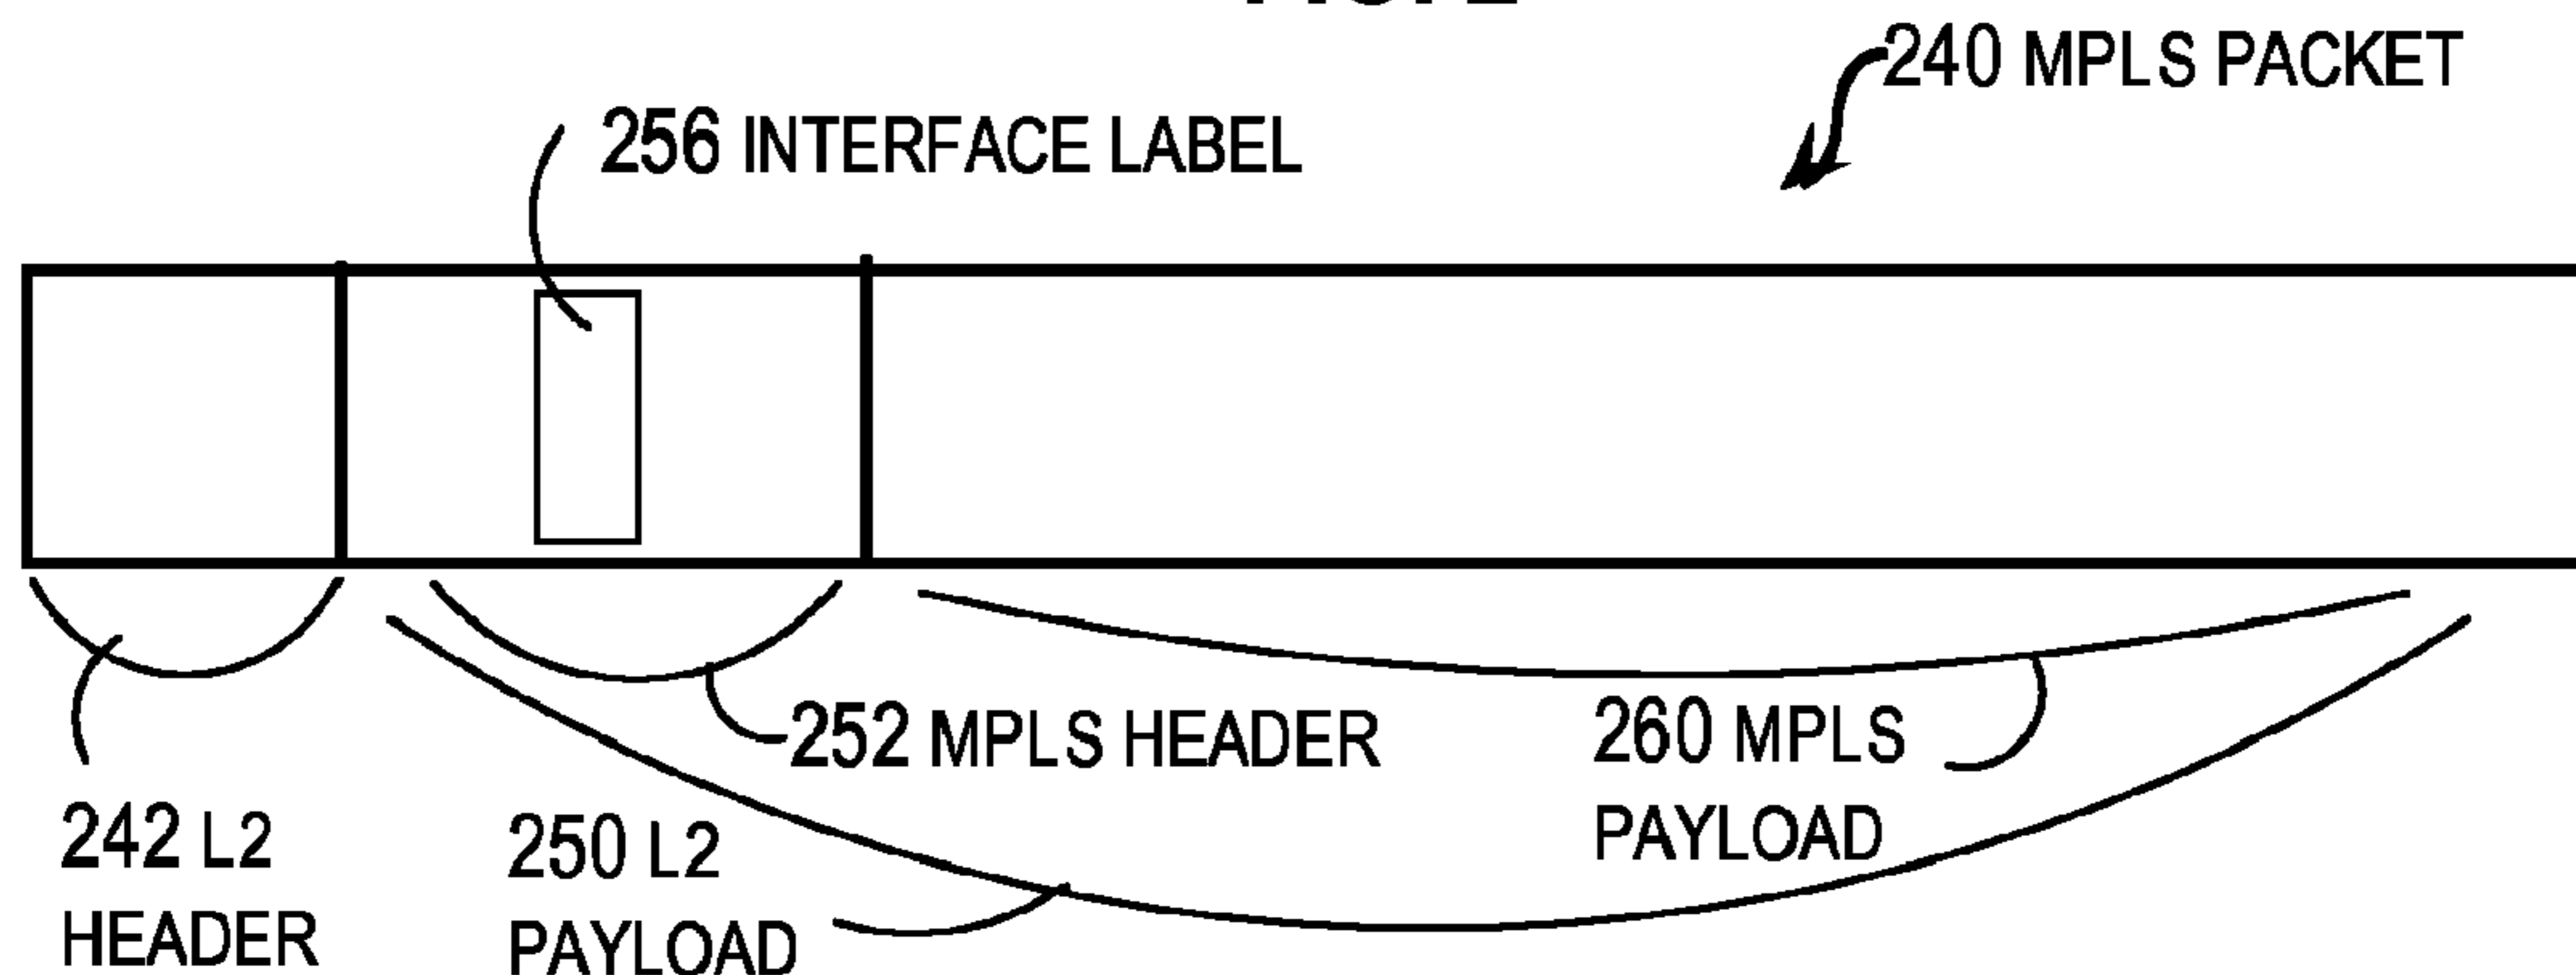 240 MPLS PACKET
256 INTERFACE LABEL
252 MPLS HEADER
260 MPLS
PAYLOAD
242 L2
HEADER
250 L2
PAYLOAD